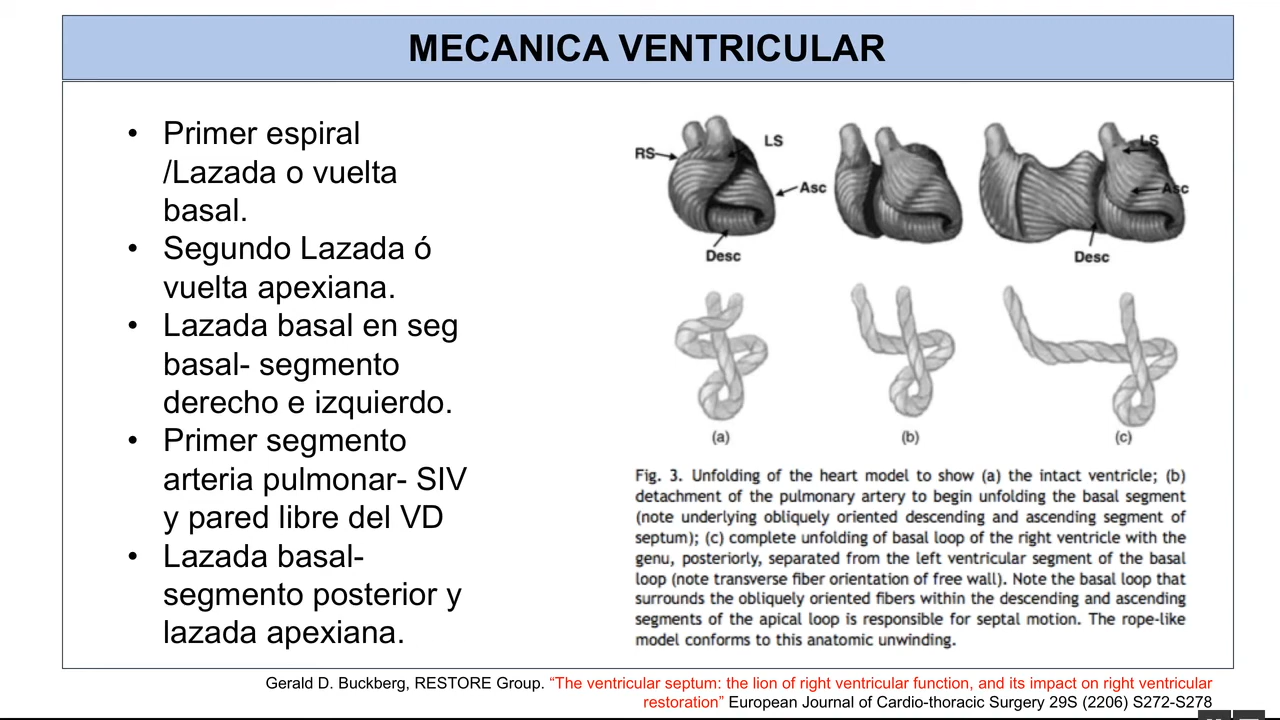 MECANICA VENTRICULAR
• Primer espiral
/Lazada o vuelta
basal.
• Segundo Lazada ó
vuelta apexiana.
• Lazada basal en seg
basal- segmento
derecho e izquierdo.
• Primer segmento
arteria pulmonar- SIV
y pared libre del VD
• Lazada basal-
segmento posterior y
lazada apexiana.
RS
LS
Asc
Desc
LS
Asc
Desc
(a)
(b)
(c)
Fig. 3. Unfolding of the heart model to show (a) the intact ventricle; (b)
detachment of the pulmonary artery to begin unfolding the basal segment
(note underlying obliquely oriented descending and ascending segment of
septum); (c) complete unfolding of basal loop of the right ventricle with the
genu, posteriorly, separated from the left ventricular segment of the basal
loop (note transverse fiber orientation of free wall). Note the basal loop that
surrounds the obliquely oriented fibers within the descending and ascending
segments of the apical loop is responsible for septal motion. The rope-like
model conforms to this anatomic unwinding.
Gerald D. Buckberg, RESTORE Group. “The ventricular septum: the lion of right ventricular function, and its impact on right ventricular
restoration” European Journal of Cardio-thoracic Surgery 29S (2206) S272-S278